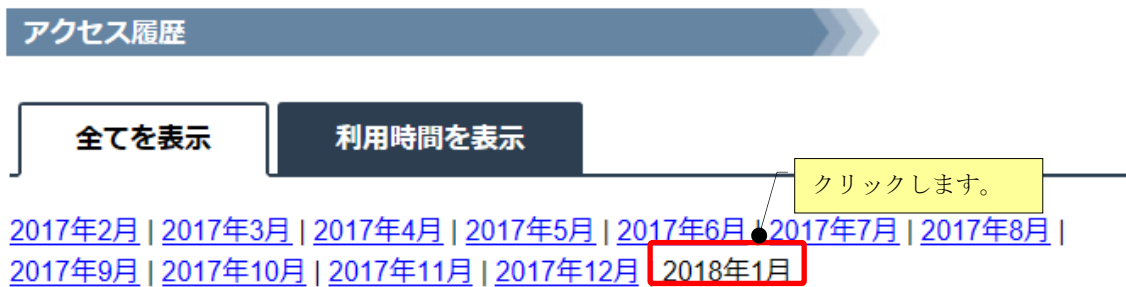 アクセス履歴
全てを表示 利用時間を表示
クリックします。
2017年2月 | 2017年3月 | 2017年4月 | 2017年5月 | 2017年6月 | 2017年7月 | 2017年8月 |
2017年9月 | 2017年10月 | 2017年11月 | 2017年12月 | 2018年1月